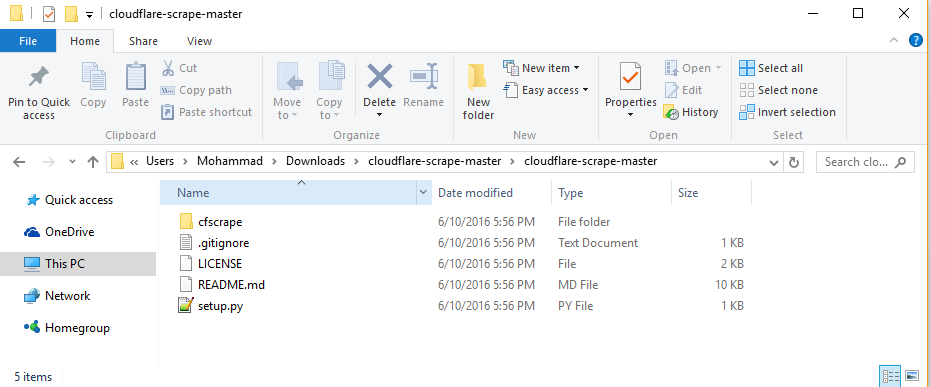 cloudflare-scrape-master
File Home Share View
Pin to Quick access
Copy
Paste
Cut
Copy path
Paste shortcut
Clipboard
Move to
Copy to
Delete
Rename
Organize
New folder
New item
Easy access
New
Properties
Open
Edit
History
Open
Select all
Select none
Invert selection
Select
« Users › Mohammad › Downloads › cloudflare-scrape-master › cloudflare-scrape-master
Search clo...
Quick access
OneDrive
This PC
Network
Homegroup
Name Date modified Type Size
cfscrape 6/10/2016 5:56 PM File folder
.gitignore 6/10/2016 5:56 PM Text Document 1 KB
LICENSE 6/10/2016 5:56 PM File 2 KB
README.md 6/10/2016 5:56 PM MD File 10 KB
setup.py 6/10/2016 5:56 PM PY File 1 KB
5 items